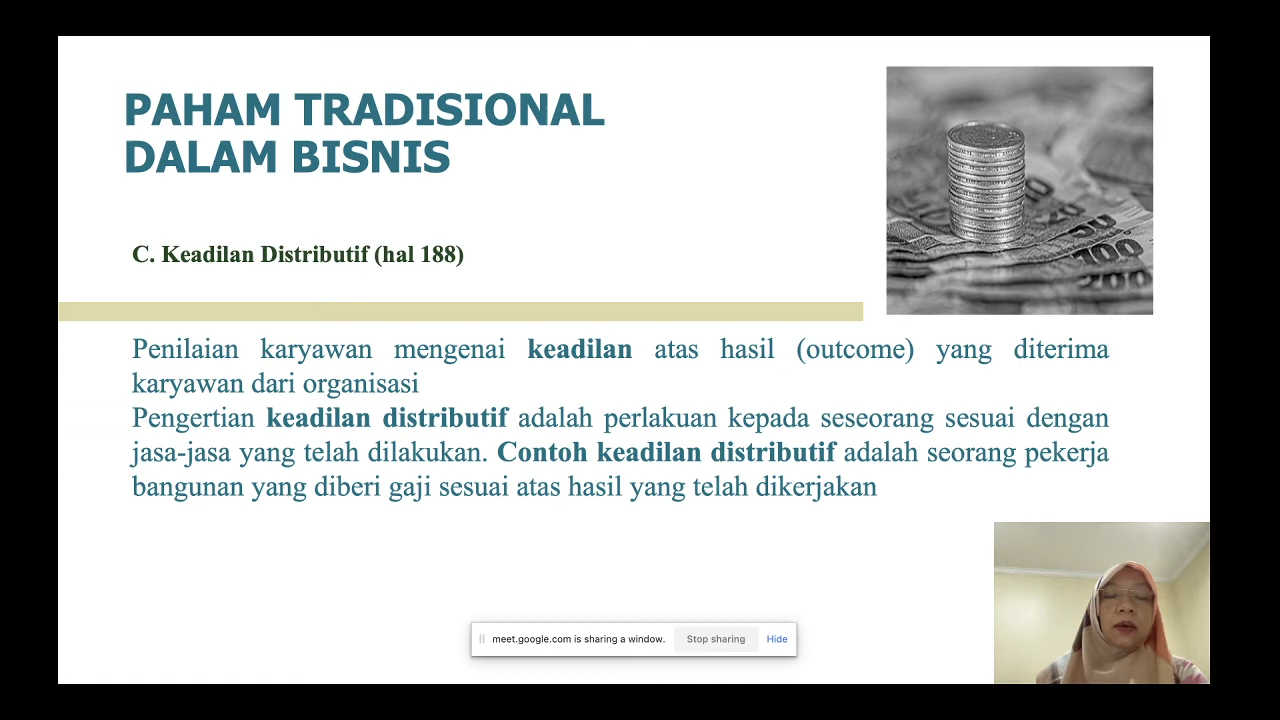 PAHAM TRADISIONAL
DALAM BISNIS
C. Keadilan Distributif (hal 188)
50
100
Penilaian karyawan mengenai keadilan atas hasil (outcome) yang diterima
karyawan dari organisasi
Pengertian keadilan distributif adalah perlakuan kepada seseorang sesuai dengan
jasa-jasa yang telah dilakukan. Contoh keadilan distributif adalah seorang pekerja
bangunan yang diberi gaji sesuai atas hasil yang telah dikerjakan
meet.google.com is sharing a window. Stop sharing Hide